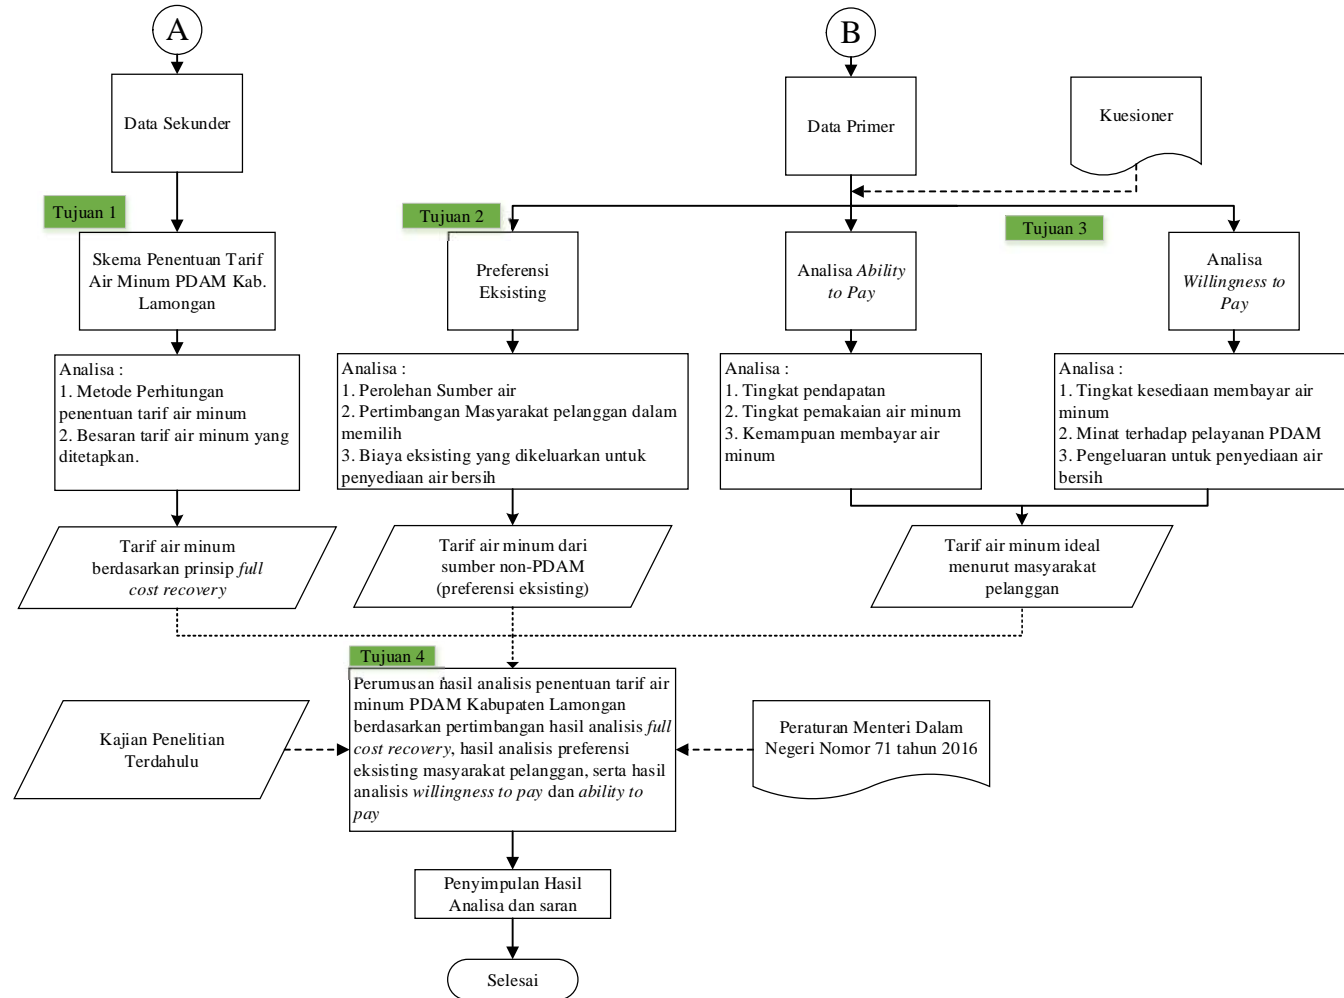 A
B
Data Sekunder
Data Primer
Kuesioner
Tujuan 1
Tujuan 2
Tujuan 3
Skema Penentuan Tarif
Air Minum PDAM Kab.
Lamongan
Preferensi
Eksisting
Analisa Ability
to Pay
Analisa
Willingness to
Pay
Analisa :
1. Metode Perhitungan
penentuan tarif air minum
2. Besaran tarif air minum yang
ditetapkan.
Analisa :
1. Perolehan Sumber air
2. Pertimbangan Masyarakat pelanggan dalam
memilih
3. Biaya eksisting yang dikeluarkan untuk
penyediaan air bersih
Analisa :
1. Tingkat pendapatan
2. Tingkat pemakaian air minum
3. Kemampuan membayar air
minum
Analisa :
1. Tingkat kesediaan membayar air
minum
2. Minat terhadap pelayanan PDAM
3. Pengeluaran untuk penyediaan air
bersih
Tarif air minum
berdasarkan prinsip full
cost recovery
Tarif air minum dari
sumber non-PDAM
(preferensi eksisting)
Tarif air minum ideal
menurut masyarakat
pelanggan
Tujuan 4
Perumusan hasil analisis penentuan tarif air
minum PDAM Kabupaten Lamongan
berdasarkan pertimbangan hasil analisis full
cost recovery, hasil analisis preferensi
eksisting masyarakat pelanggan, serta hasil
analisis willingness to pay dan ability to
pay
Kajian Penelitian
Terdahulu
Peraturan Menteri Dalam
Negeri Nomor 71 tahun 2016
Penyimpulan Hasil
Analisa dan saran
Selesai